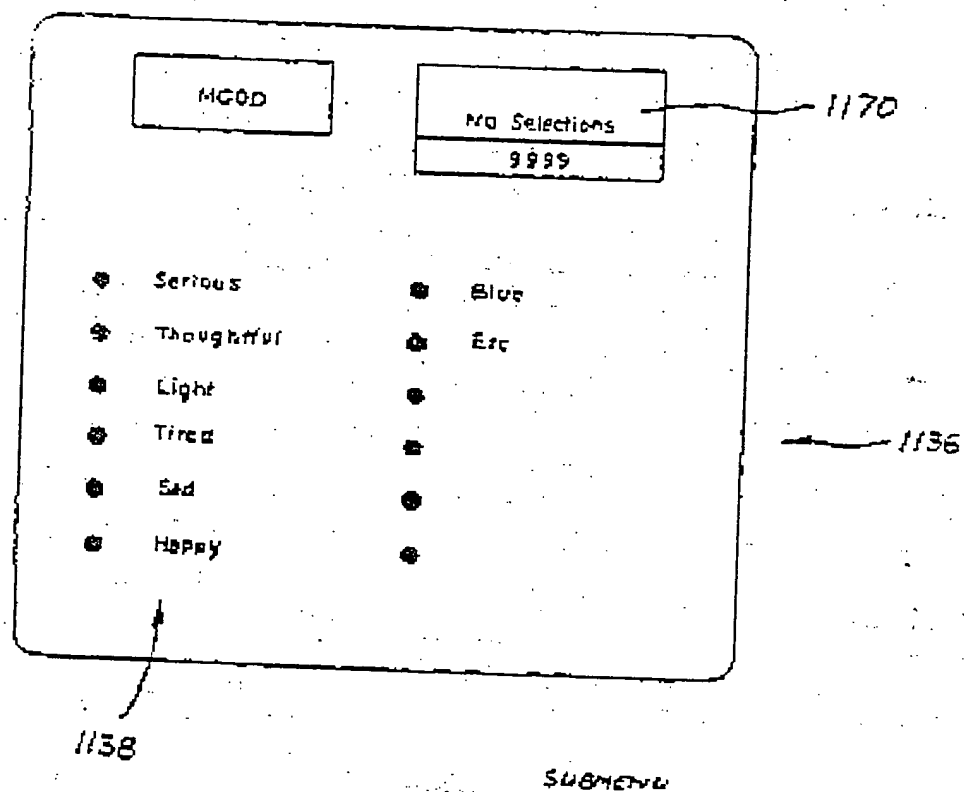 MOOD
No Selections
9999
1170
Serious
Thoughtful
Light
Tired
Sad
Happy
Blue
Etc
1136
1138
SUBMENU